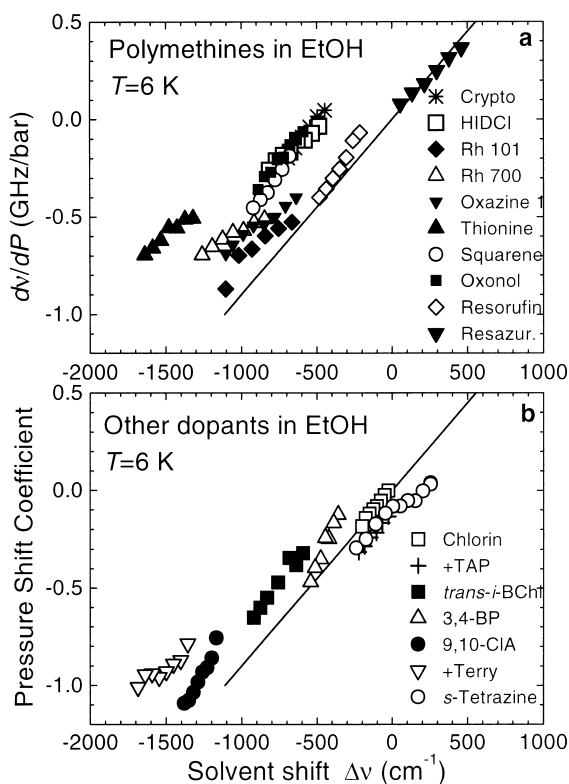 0.5
Polymethines in EtOH
a
T=6 K
0.0
-0.5
-1.0
dν/dP (GHz/bar)
Crypto
HIDCI
Rh 101
Rh 700
Oxazine 1
Thionine
Squarene
Oxonol
Resorufin
Resazur.
-2000 -1500 -1000 -500 0 500 1000
0.5
Other dopants in EtOH
b
T=6 K
0.0
-0.5
-1.0
Pressure Shift Coefficient
Chlorin
+TAP
trans-i-BChl
3,4-BP
9,10-ClA
+Terry
s-Tetrazine
-2000 -1500 -1000 -500 0 500 1000
Solvent shift Δν (cm⁻¹)